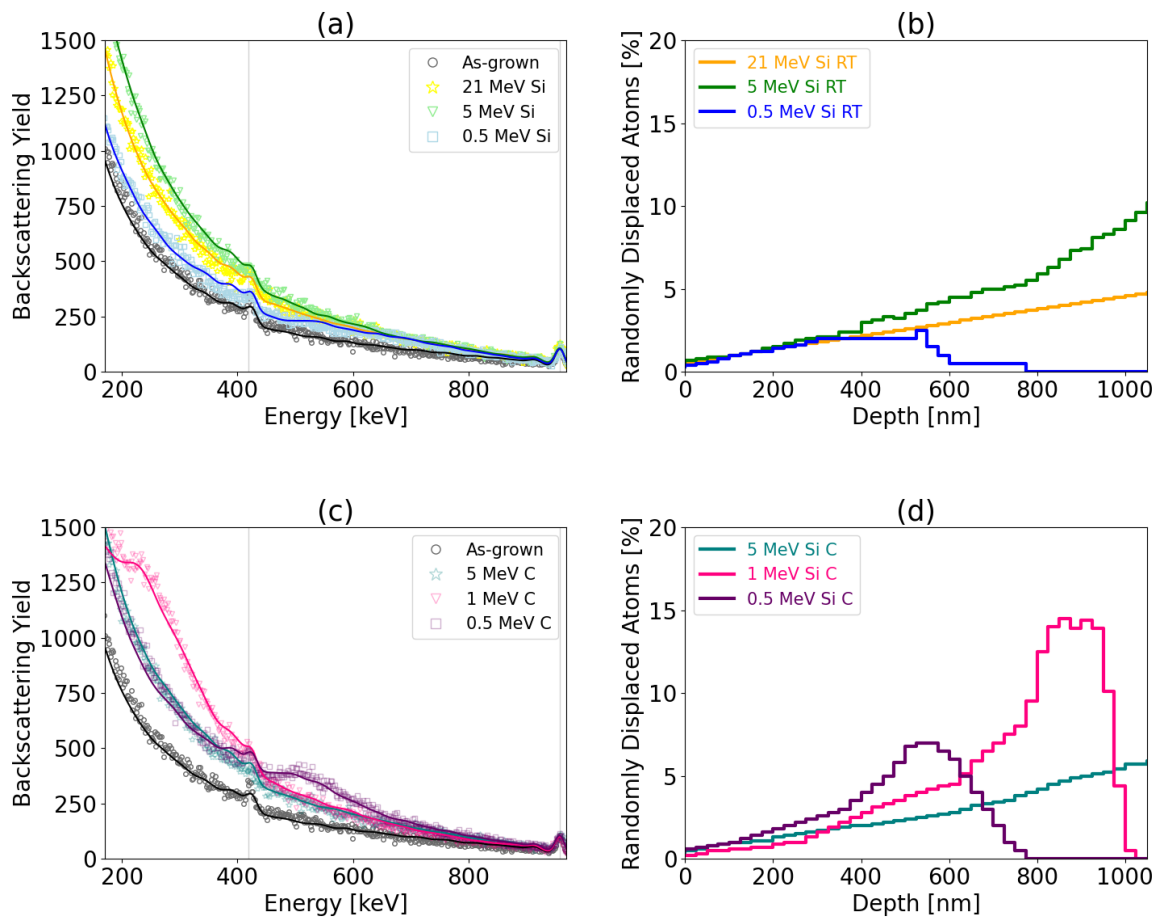 (a)
1500
1250
1000
750
500
250
0
Backscattering Yield
200 400 600 800
Energy [keV]
As-grown
21 MeV Si
5 MeV Si
0.5 MeV Si
(b)
20
15
10
5
0
Randomly Displaced Atoms [%]
0 200 400 600 800 1000
Depth [nm]
21 MeV Si RT
5 MeV Si RT
0.5 MeV Si RT
(c)
1500
1250
1000
750
500
250
0
Backscattering Yield
200 400 600 800
Energy [keV]
As-grown
5 MeV C
1 MeV C
0.5 MeV C
(d)
20
15
10
5
0
Randomly Displaced Atoms [%]
0 200 400 600 800 1000
Depth [nm]
5 MeV Si C
1 MeV Si C
0.5 MeV Si C